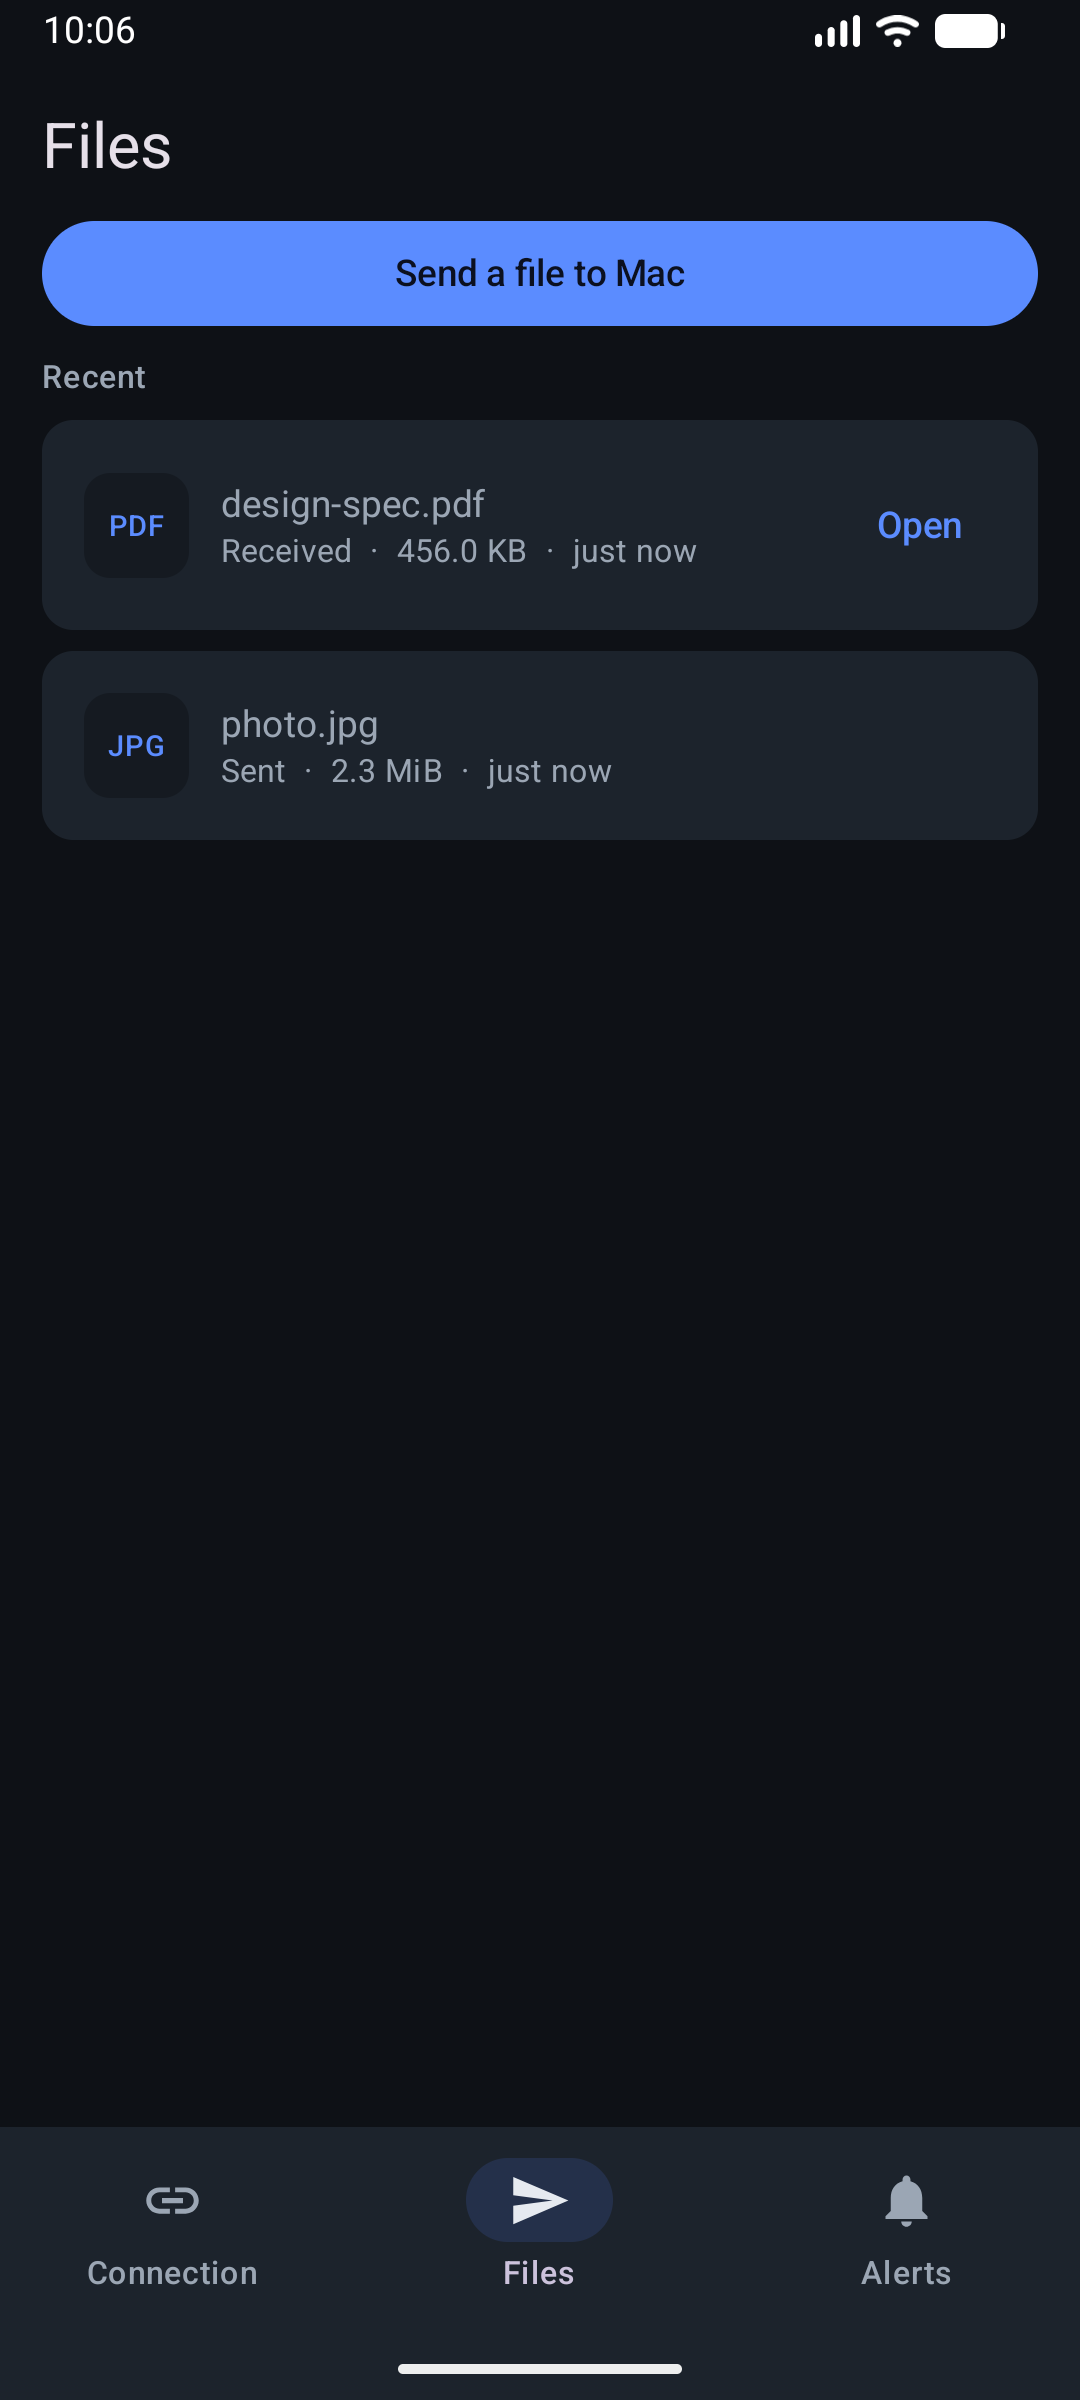 10:06
Files
Send a file to Mac
Recent
PDF
design-spec.pdf
Received · 456.0 KB · just now
Open
JPG
photo.jpg
Sent · 2.3 MiB · just now
Connection
Files
Alerts